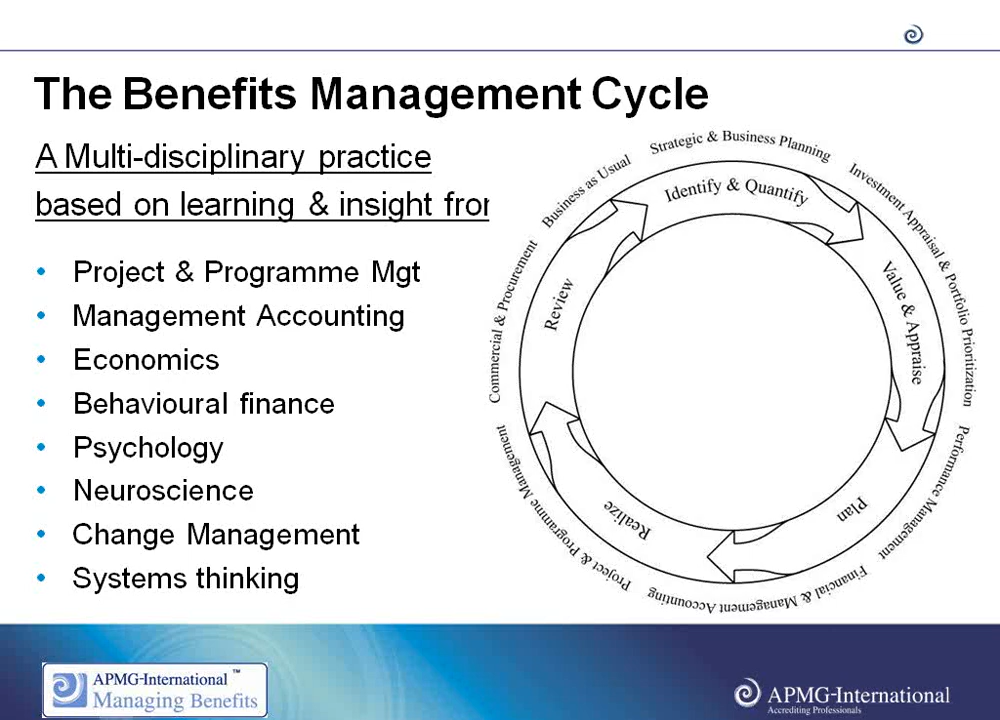 The Benefits Management Cycle
A Multi-disciplinary practice
based on learning & insight from
• Project & Programme Mgt
• Management Accounting
• Economics
• Behavioural finance
• Psychology
• Neuroscience
• Change Management
• Systems thinking
Strategic & Business Planning
Investment Appraisal & Portfolio Prioritization
Performance Management
Financial & Management Accounting
Project & Programme Management
Commercial & Procurement
Business as Usual
Identify & Quantify
Value & Appraise
Plan
Realize
Review
APMG-International™
Managing Benefits
APMG-International
Accrediting Professionals